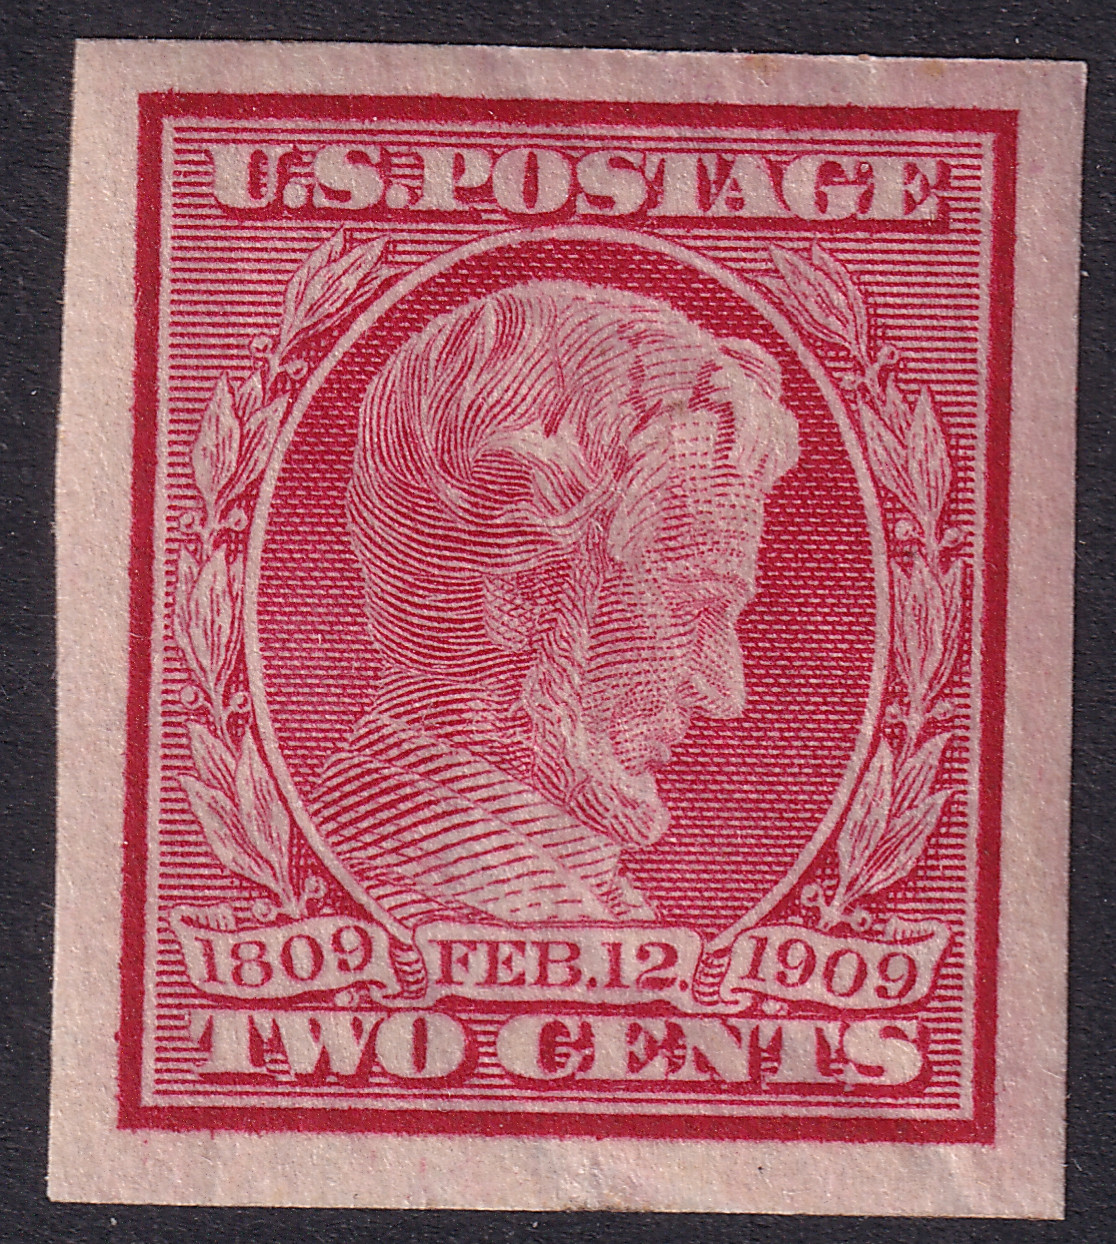 U.S. POSTAGE
1809 FEB. 12. 1909
TWO CENTS